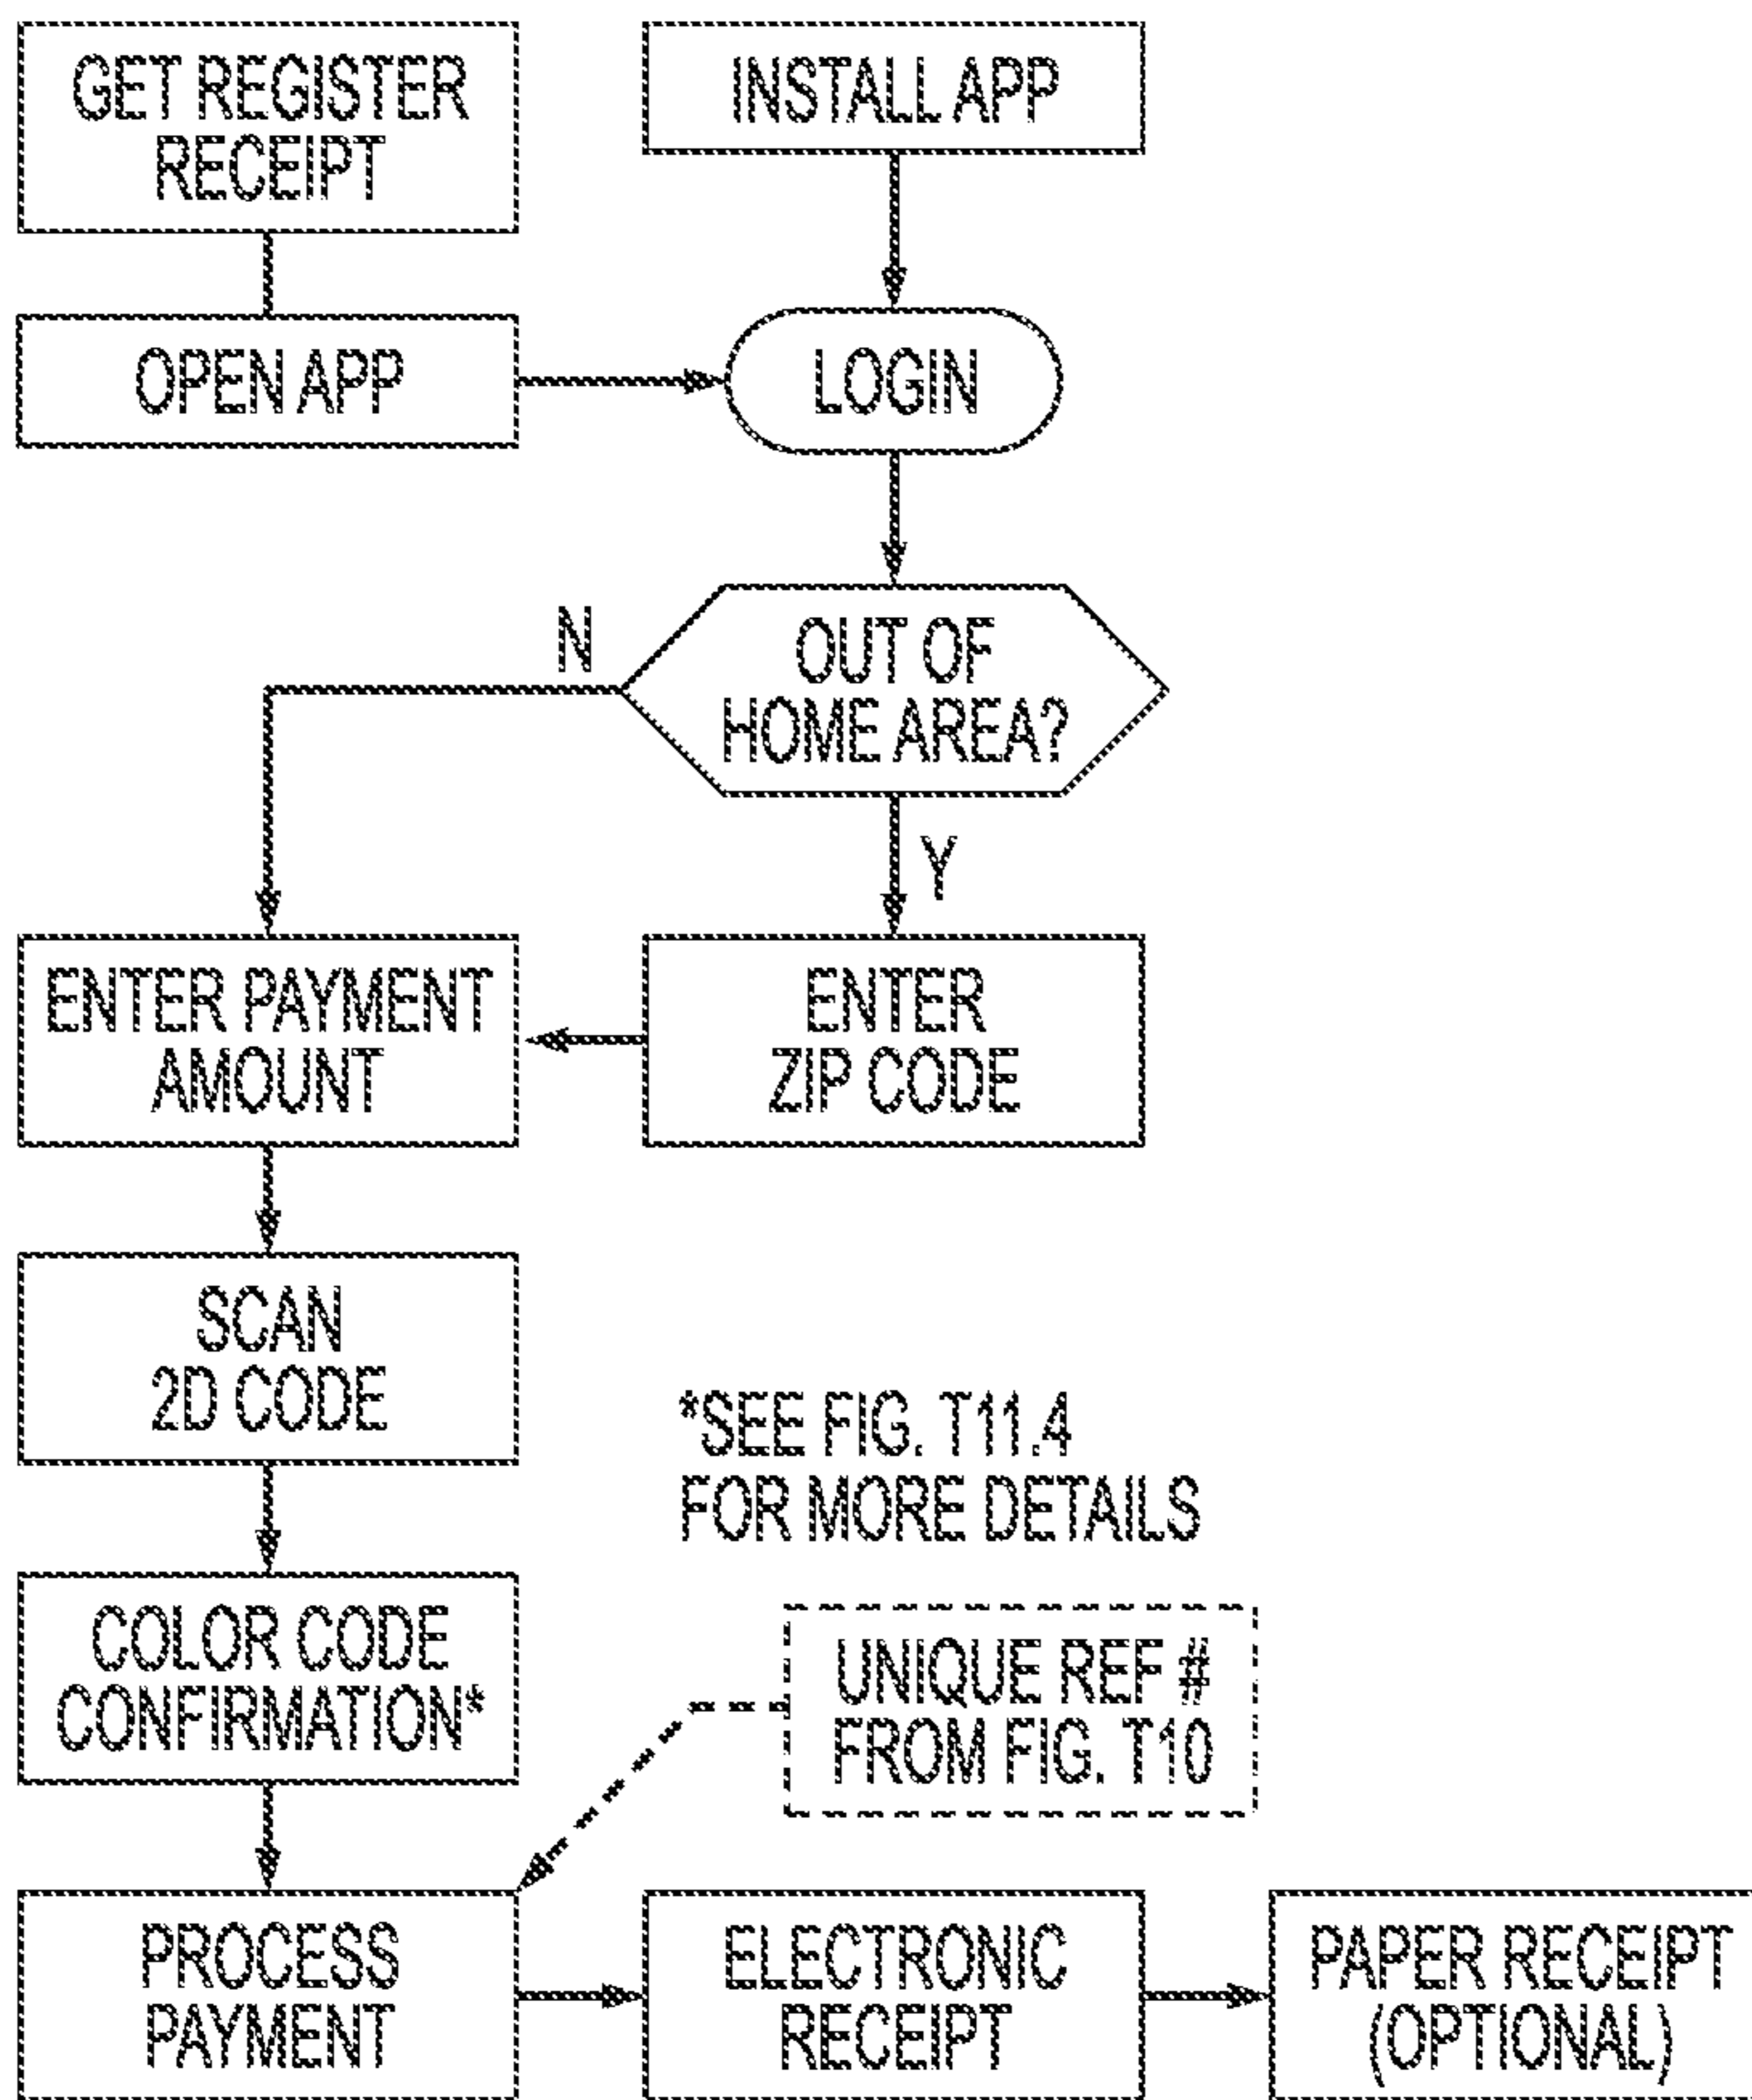 GET REGISTER
RECEIPT
INSTALL APP
OPEN APP
LOGIN
N
OUT OF
HOME AREA?
Y
ENTER PAYMENT
AMOUNT
ENTER
ZIP CODE
SCAN
2D CODE
*SEE FIG. T11.4
FOR MORE DETAILS
COLOR CODE
CONFIRMATION*
UNIQUE REF #
FROM FIG. T10
PROCESS
PAYMENT
ELECTRONIC
RECEIPT
PAPER RECEIPT
(OPTIONAL)